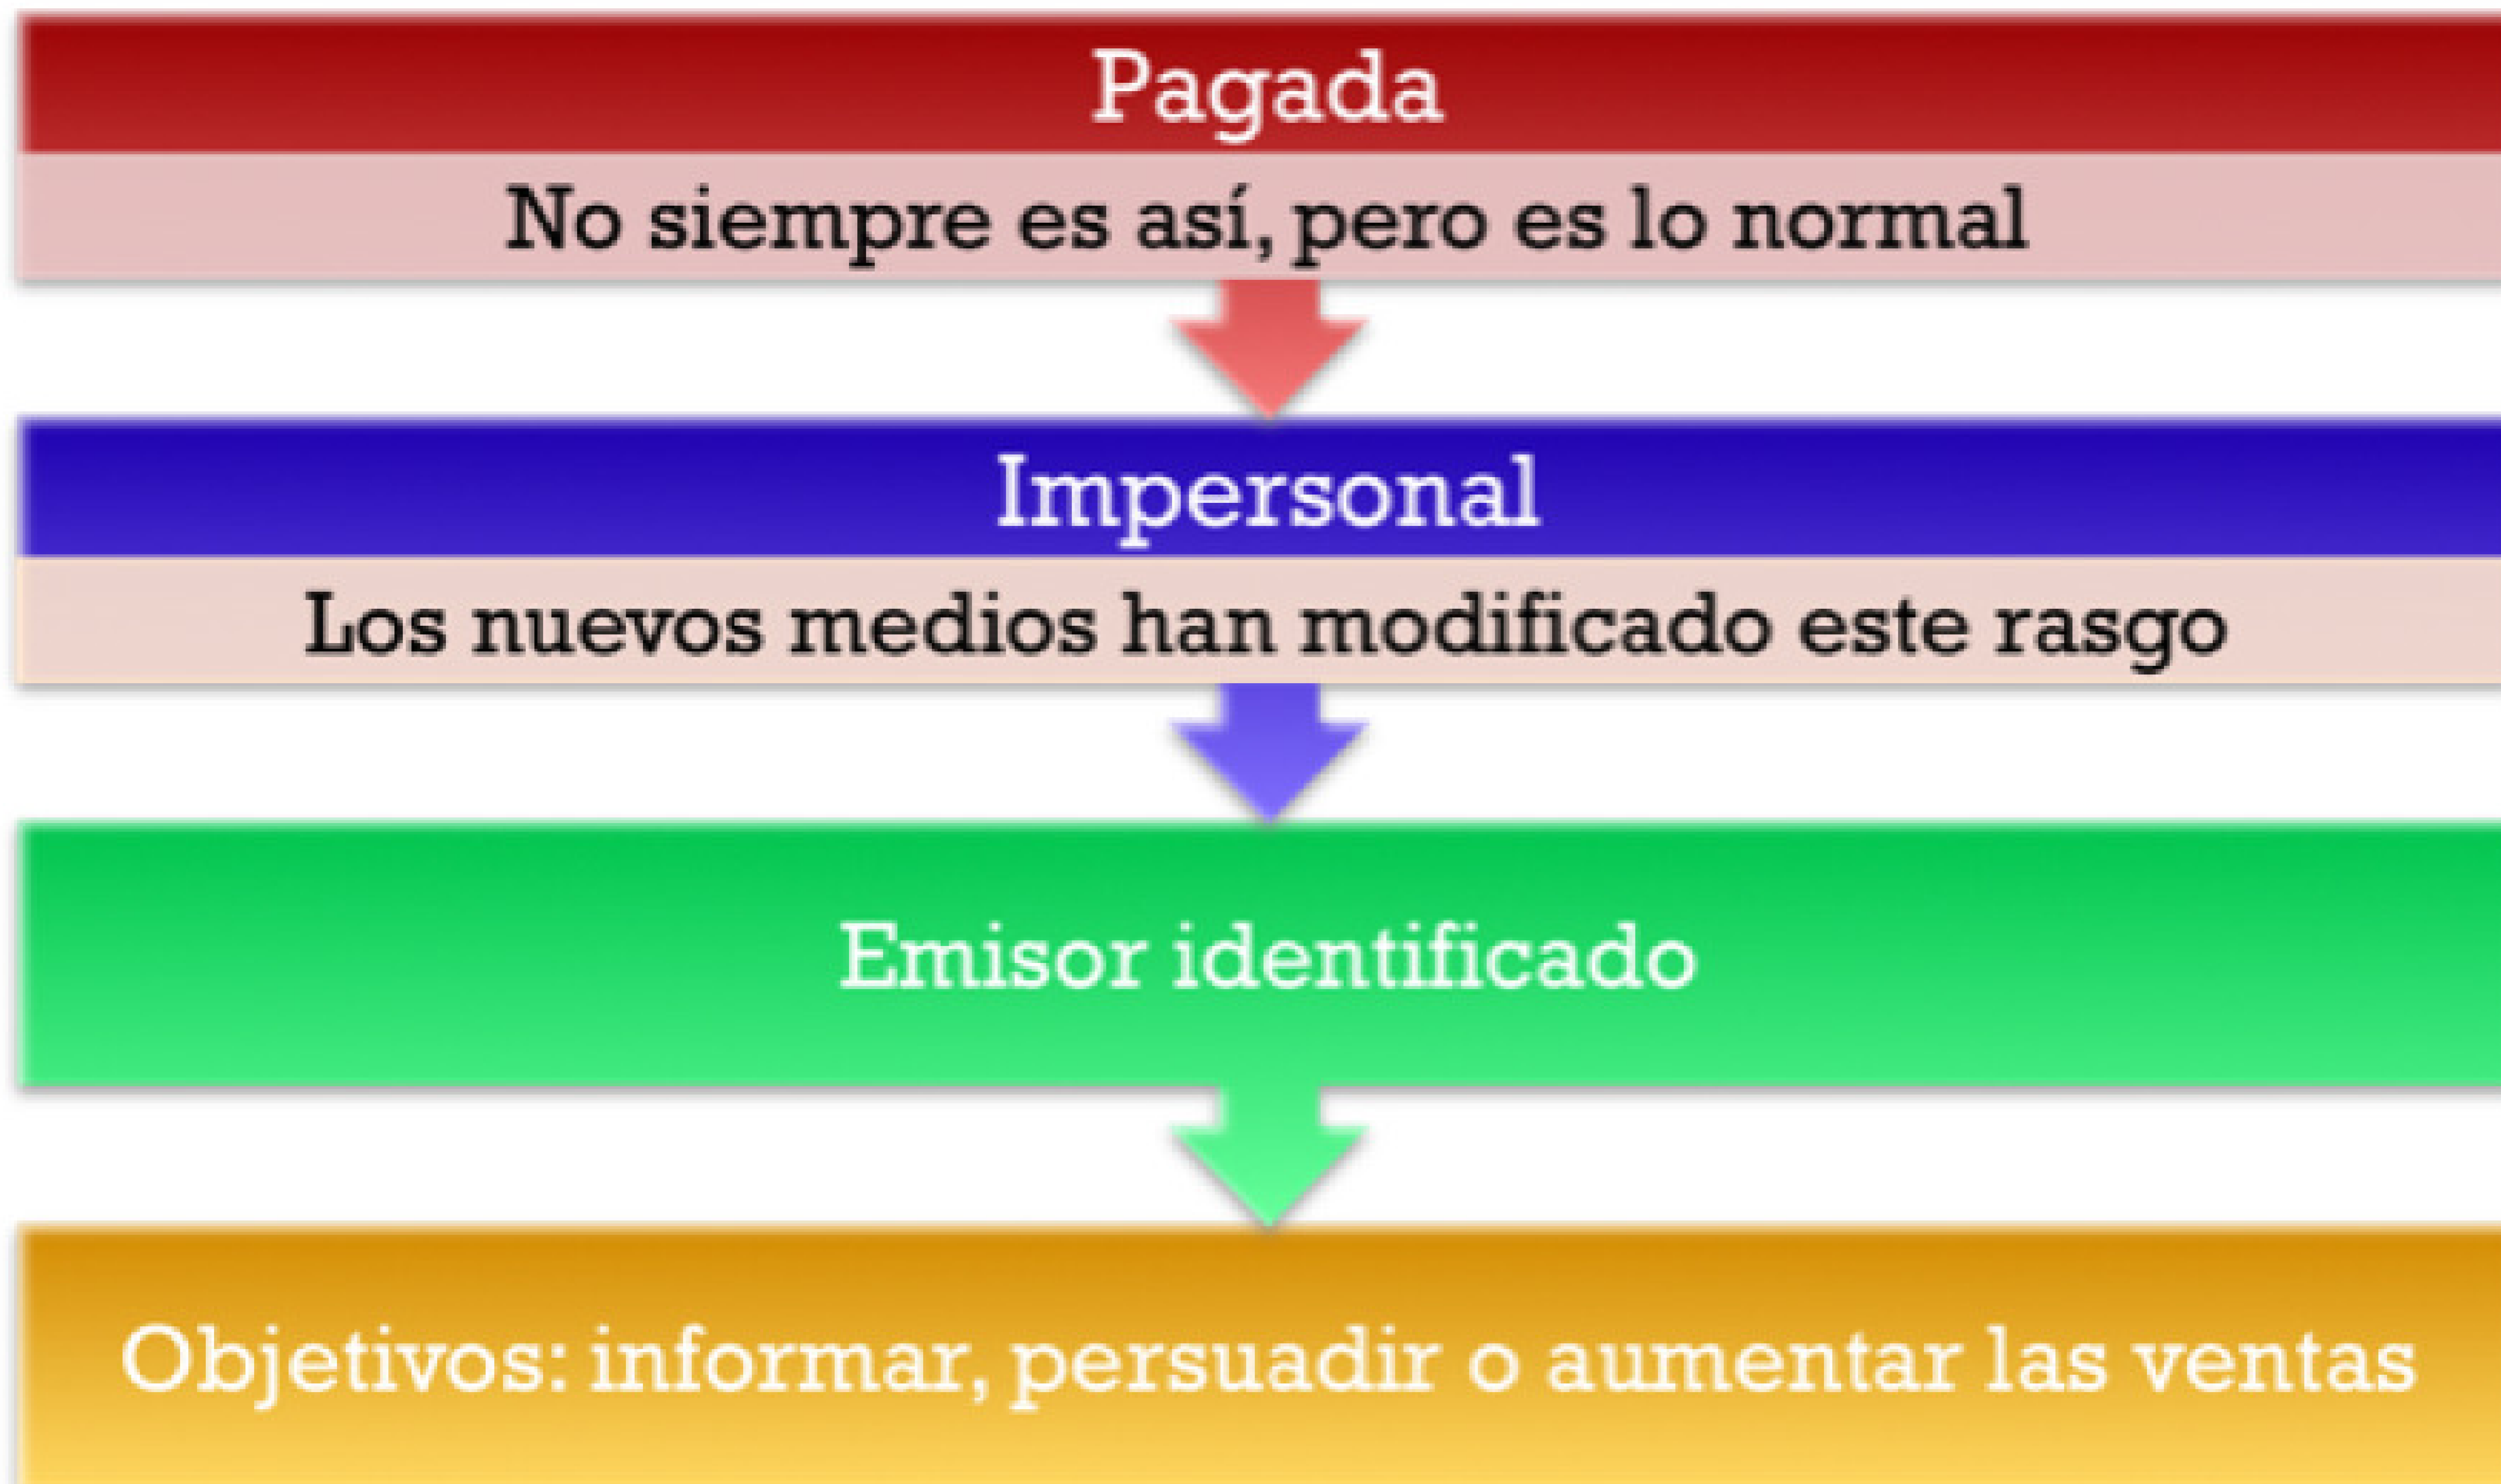 Pagada
No siempre es así, pero es lo normal
Impersonal
Los nuevos medios han modificado este rasgo
Emisor identificado
Objetivos: informar, persuadir o aumentar las ventas